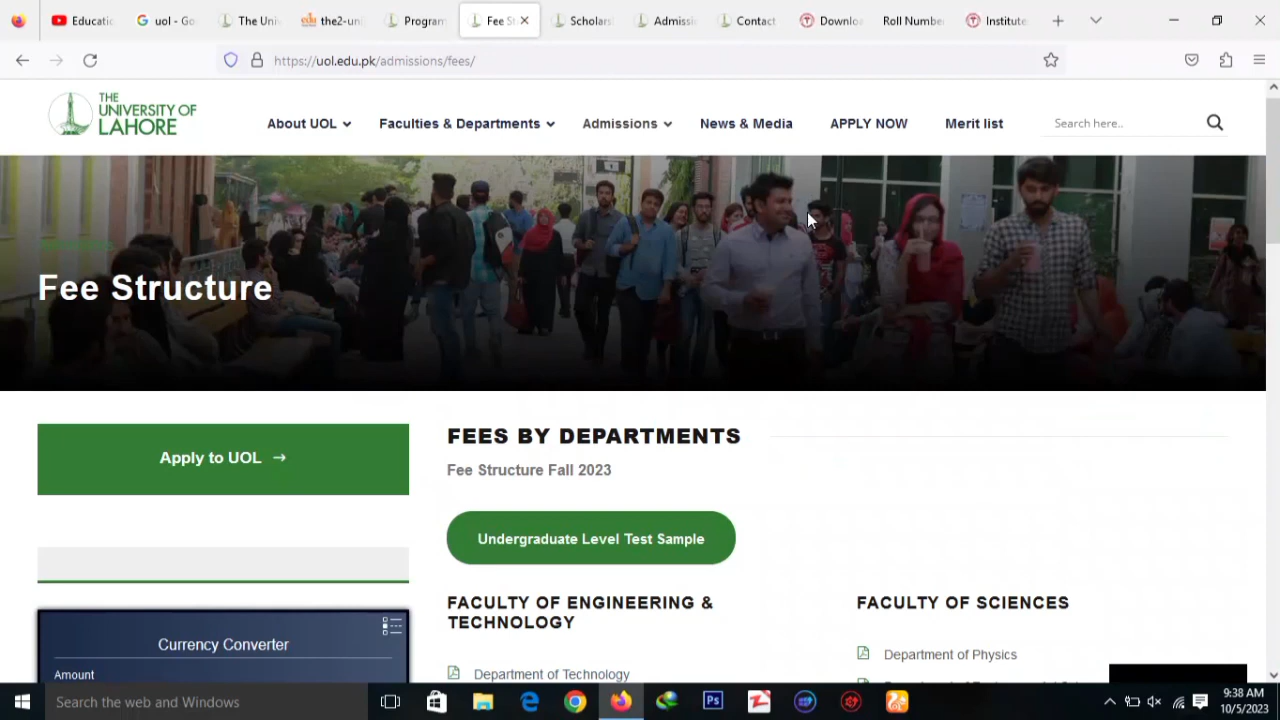 Educatio
uol - Go
The Univ
edu
the2-uni
Program
Fee St
Scholars
Admissi
Contact
Downloa
Roll Numbe
Institute
https://uol.edu.pk/admissions/fees/
THE
UNIVERSITY OF
LAHORE
About UOL
Faculties & Departments
Admissions
News & Media
APPLY NOW
Merit list
Search here..
Fee Structure
Apply to UOL →
FEES BY DEPARTMENTS
Fee Structure Fall 2023
Undergraduate Level Test Sample
FACULTY OF ENGINEERING &
TECHNOLOGY
FACULTY OF SCIENCES
Currency Converter
Department of Physics
Amount
Department of Technology
Search the web and Windows
Ps
9:38 AM
10/5/2023